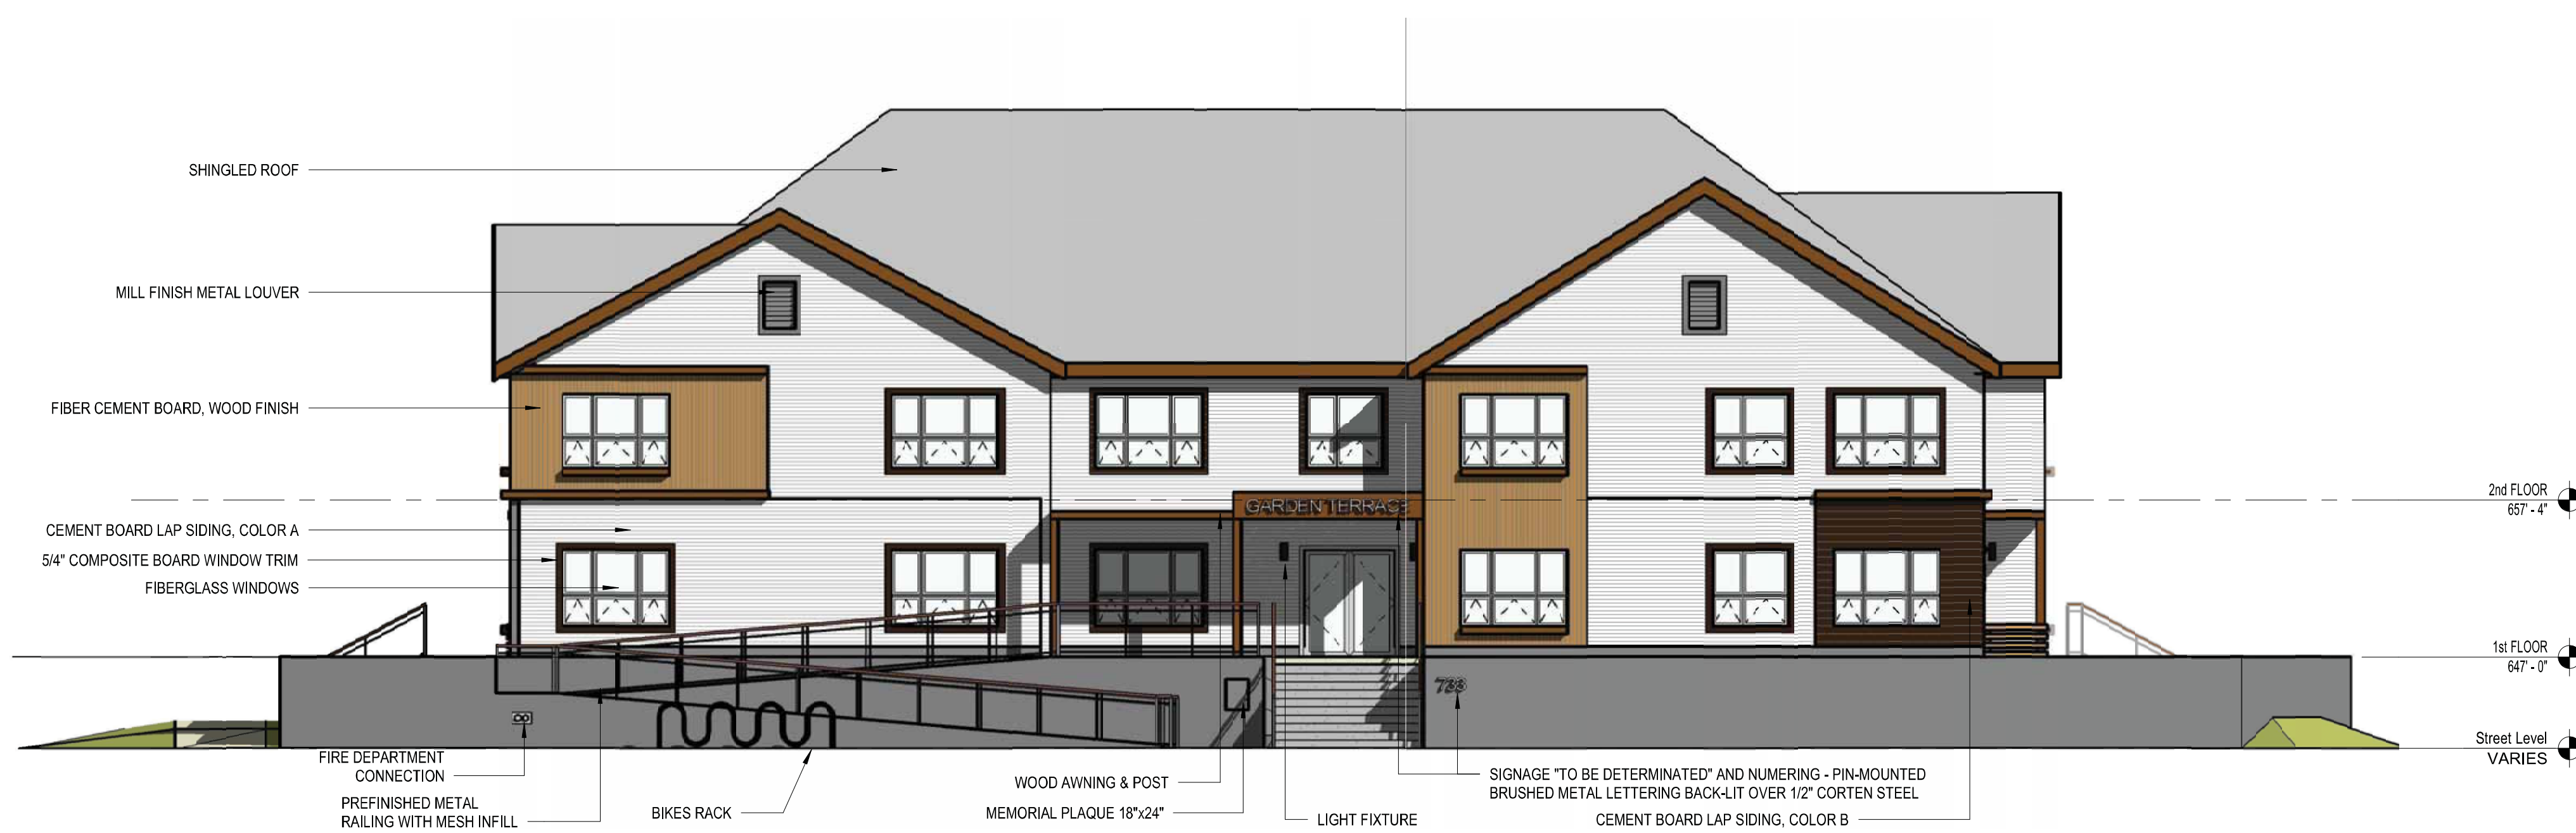 SHINGLED ROOF
MILL FINISH METAL LOUVER
FIBER CEMENT BOARD, WOOD FINISH
2nd FLOOR
657' - 4"
GARDEN TERRACE
CEMENT BOARD LAP SIDING, COLOR A
5/4" COMPOSITE BOARD WINDOW TRIM
FIBERGLASS WINDOWS
1st FLOOR
647' - 0"
733
Street Level
VARIES
FIRE DEPARTMENT
CONNECTION
PREFINISHED METAL
RAILING WITH MESH INFILL
BIKES RACK
WOOD AWNING & POST
MEMORIAL PLAQUE 18"x24"
LIGHT FIXTURE
SIGNAGE "TO BE DETERMINATED" AND NUMERING - PIN-MOUNTED
BRUSHED METAL LETTERING BACK-LIT OVER 1/2" CORTEN STEEL
CEMENT BOARD LAP SIDING, COLOR B